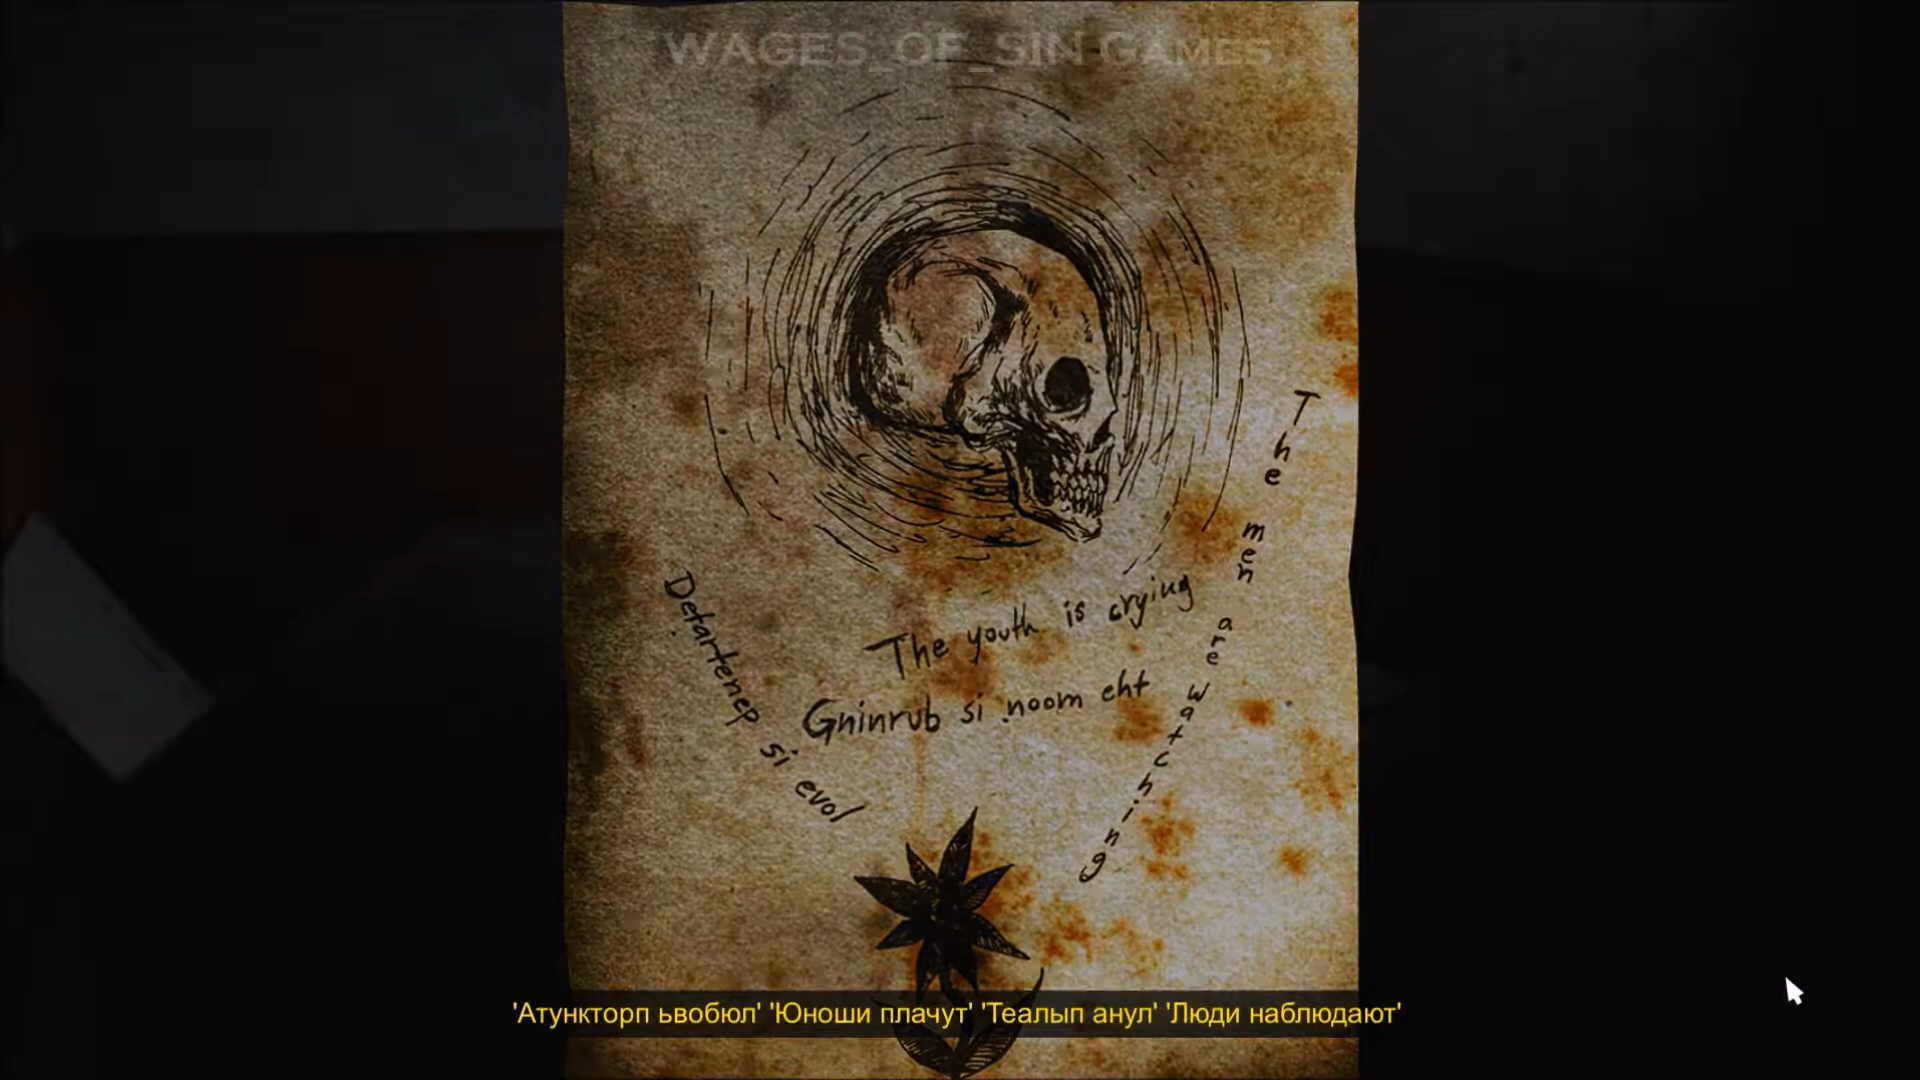 WAGES_OF_SIN GAMES
The men are watching
Detartenep si evol
The youth is crying
Gninrub si noom eht
'Атункторп ьвобюл' 'Юноши плачут' 'Теалып анул' 'Люди наблюдают'